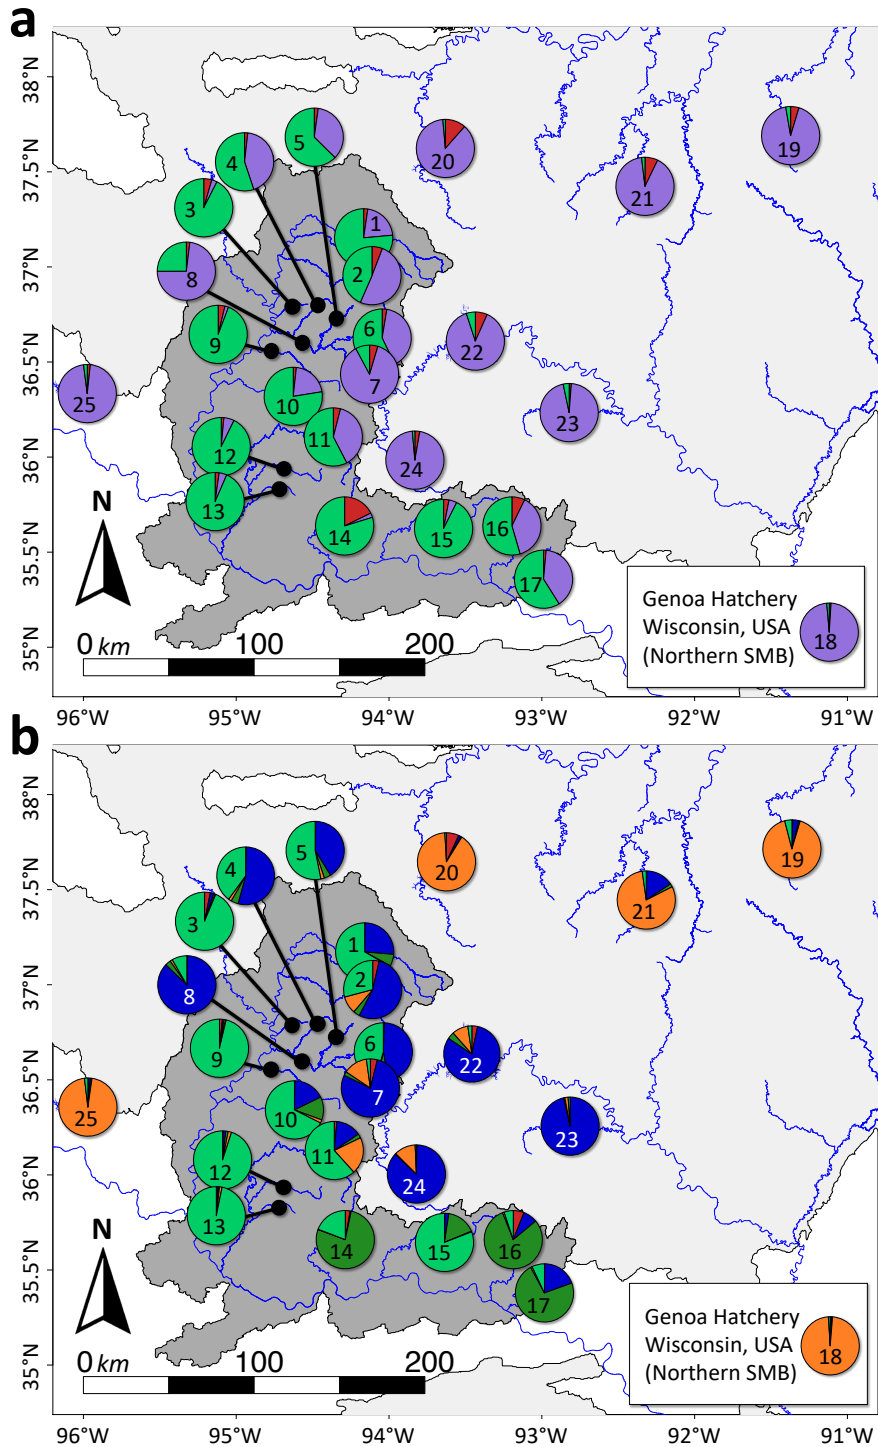 a
38°N
37.5°N
37°N
36.5°N
36°N
35.5°N
35°N
5
4
3
20
19
21
1
8
2
9
6
22
7
25
10
23
11
12
24
13
14
15
16
17
N
0 km 100 200
Genoa Hatchery
Wisconsin, USA
(Northern SMB)
18
96°W 95°W 94°W 93°W 92°W 91°W
b
38°N
37.5°N
37°N
36.5°N
36°N
35.5°N
35°N
5
4
20
19
3
21
1
8
2
9
6
22
7
25
10
23
11
12
24
13
14
15
16
17
N
0 km 100 200
Genoa Hatchery
Wisconsin, USA
(Northern SMB)
18
96°W 95°W 94°W 93°W 92°W 91°W